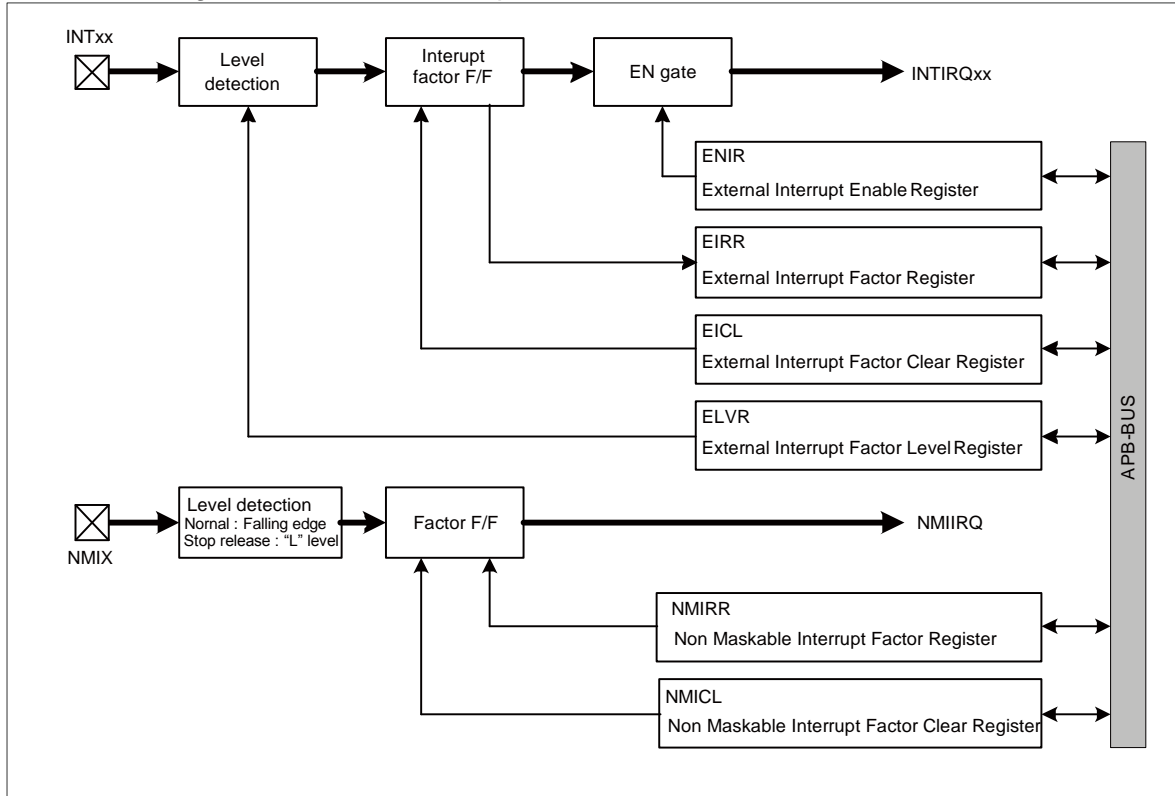 INTxx
Level
detection
Interupt
factor F/F
EN gate
INTIRQxx
ENIR
External Interrupt Enable Register
EIRR
External Interrupt Factor Register
EICL
External Interrupt Factor Clear Register
ELVR
External Interrupt Factor Level Register
APB-BUS
NMIX
Level detection
Nornal : Falling edge
Stop release : “L” level
Factor F/F
NMIIRQ
NMIRR
Non Maskable Interrupt Factor Register
NMICL
Non Maskable Interrupt Factor Clear Register